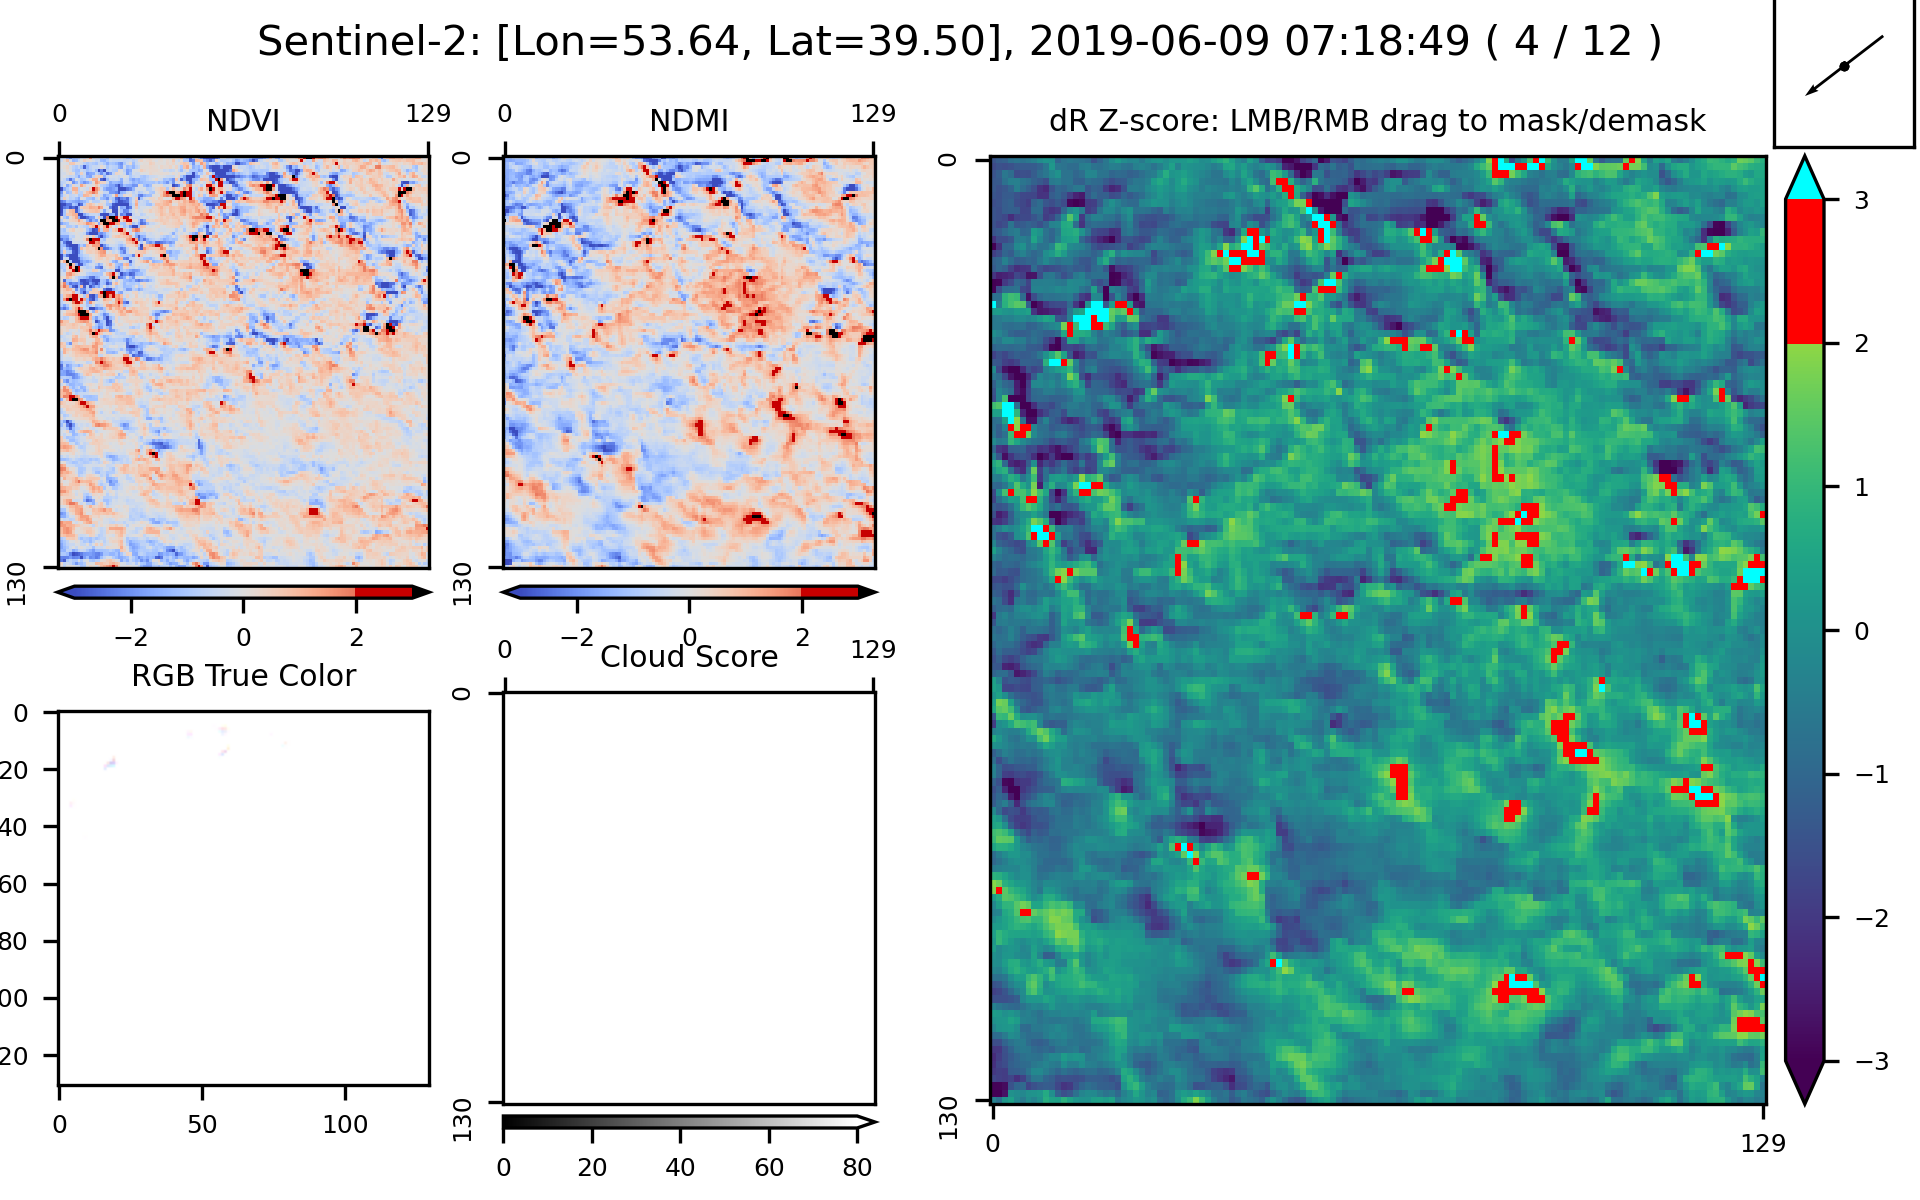 Sentinel-2: [Lon=53.64, Lat=39.50], 2019-06-09 07:18:49 ( 4 / 12 )
0 NDVI 129
0 NDMI 129
dR Z-score: LMB/RMB drag to mask/demask
0
0
0
130
130
−2 0 2
−2 0 2
3
2
1
0
−1
−2
−3
RGB True Color
0 Cloud Score 129
0
20
40
60
80
00
20
0 50 100
0
130
0 20 40 60 80
130
0 129